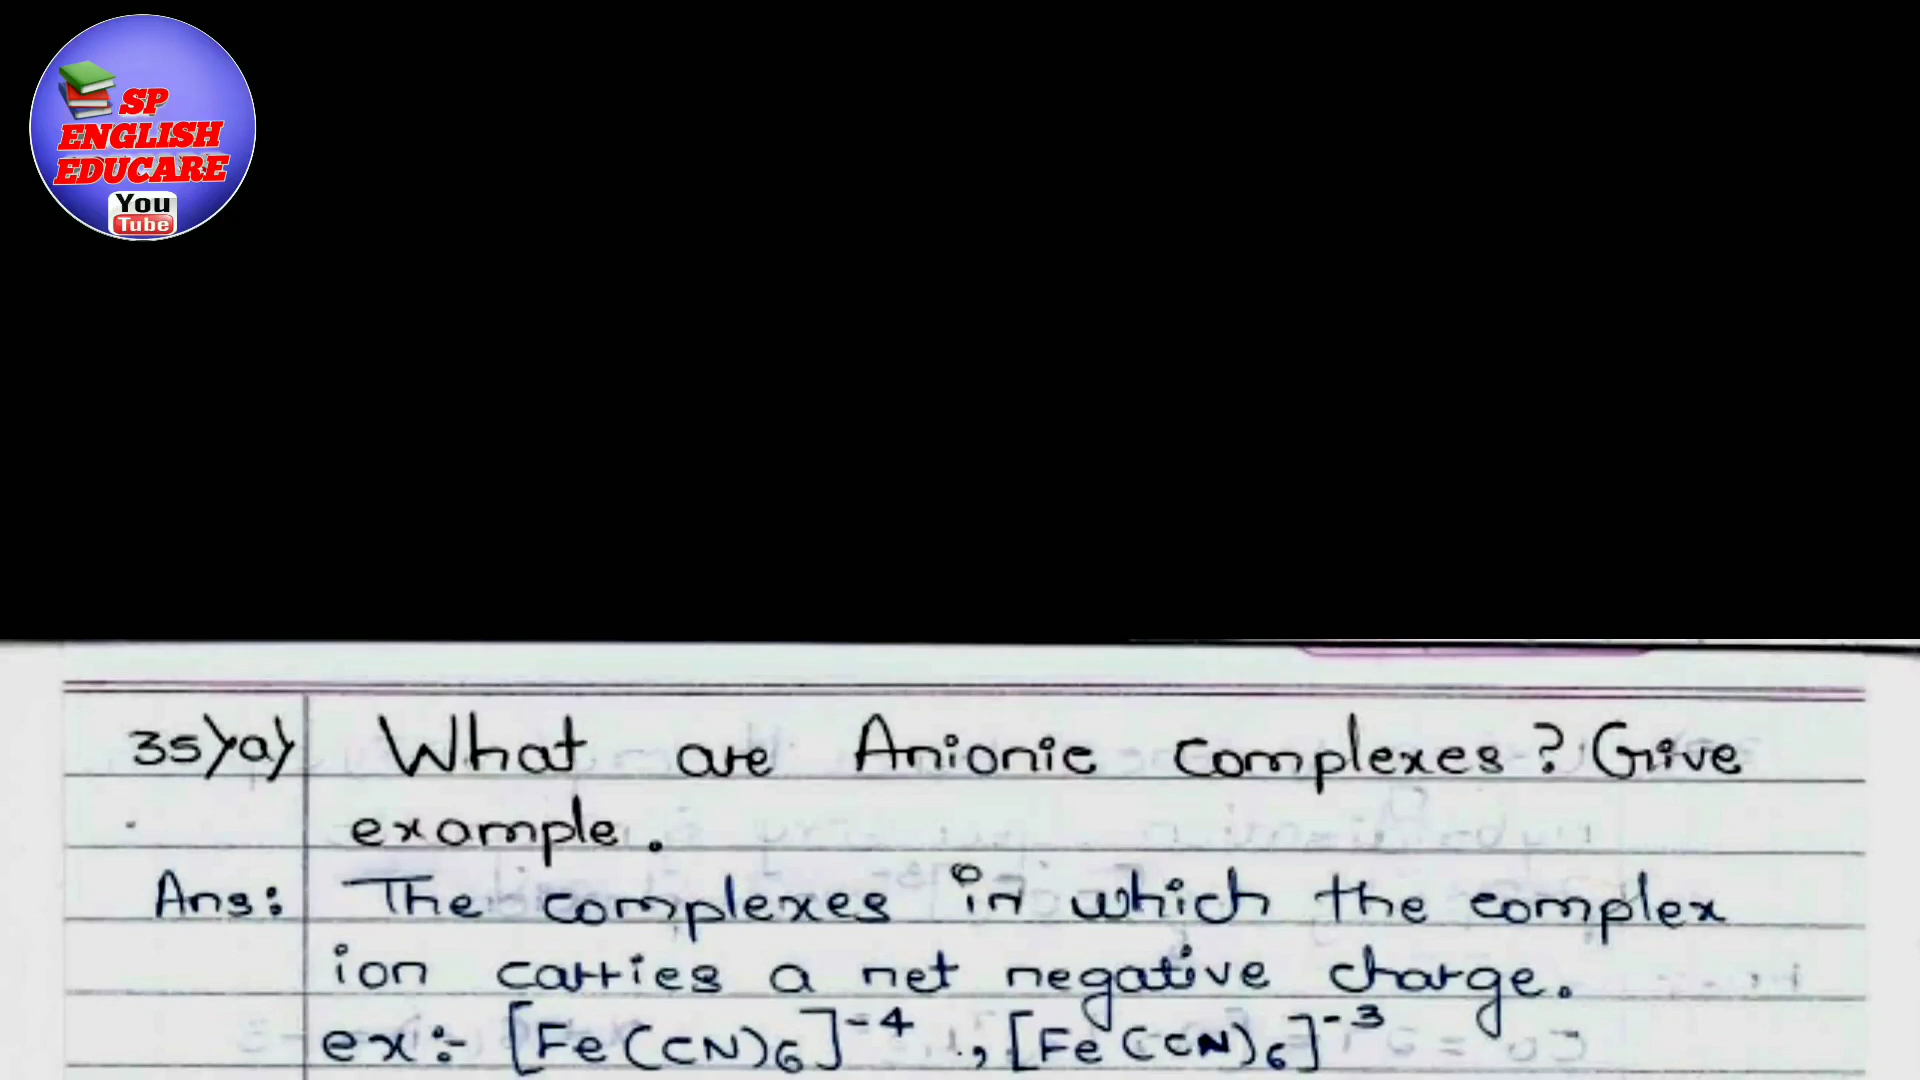 SP
ENGLISH
EDUCARE
You
Tube
35)a) What are Anionic complexes? Give
example.
Ans: The complexes in which the complex
ion carries a net negative charge.
ex:- [Fe(CN)6]-4 , [Fe(CN)6]-3